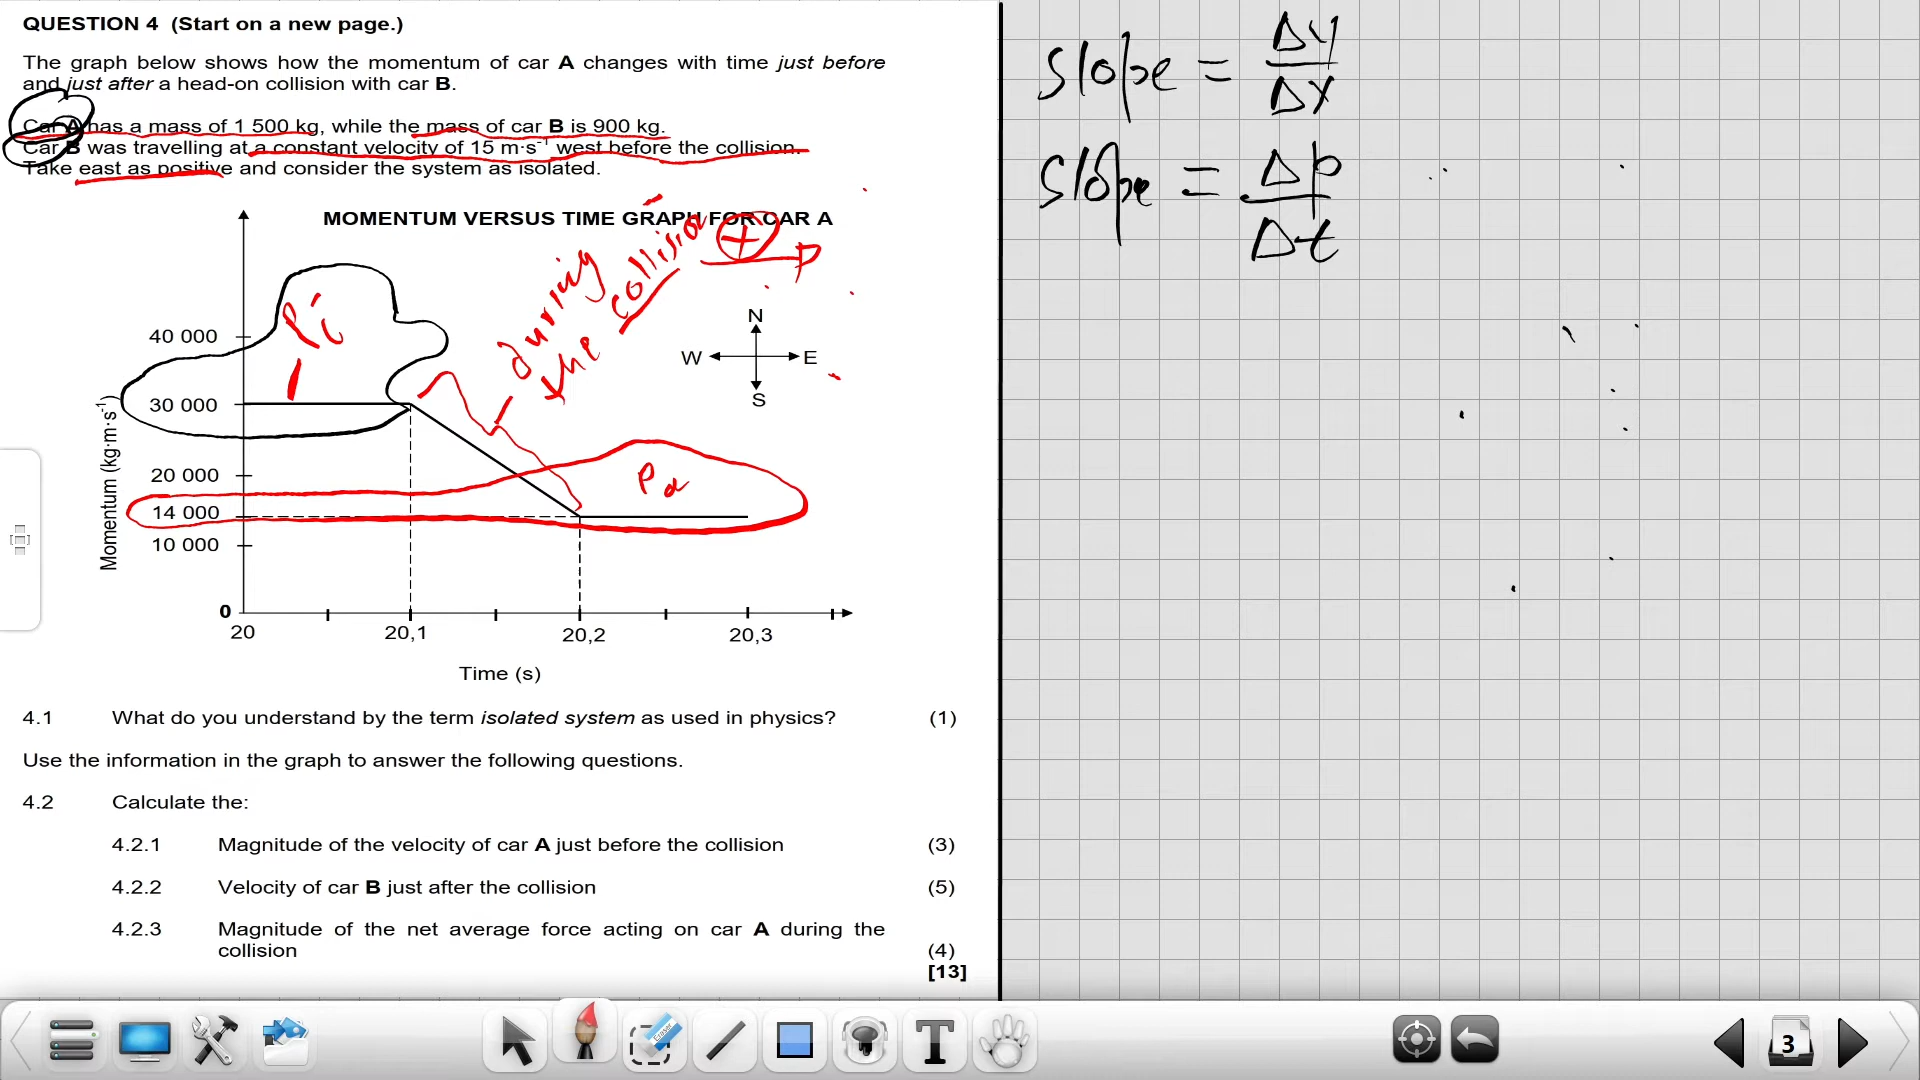 QUESTION 4 (Start on a new page.)
The graph below shows how the momentum of car A changes with time just before
and just after a head-on collision with car B.
Car A has a mass of 1 500 kg, while the mass of car B is 900 kg.
Car B was travelling at a constant velocity of 15 m·s⁻¹ west before the collision.
Take east as positive and consider the system as isolated.
MOMENTUM VERSUS TIME GRAPH FOR CAR A
during
the collision
+
Pi
N
W E
S
Momentum (kg·m·s⁻¹)
40 000
30 000
20 000
14 000
10 000
0
Pa
20 20,1 20,2 20,3
Time (s)
4.1 What do you understand by the term isolated system as used in physics? (1)
Use the information in the graph to answer the following questions.
4.2 Calculate the:
4.2.1 Magnitude of the velocity of car A just before the collision (3)
4.2.2 Velocity of car B just after the collision (5)
4.2.3 Magnitude of the net average force acting on car A during the
collision (4)
[13]
slope = Δy/Δx
slope = Δp/Δt
Eraser
T
3